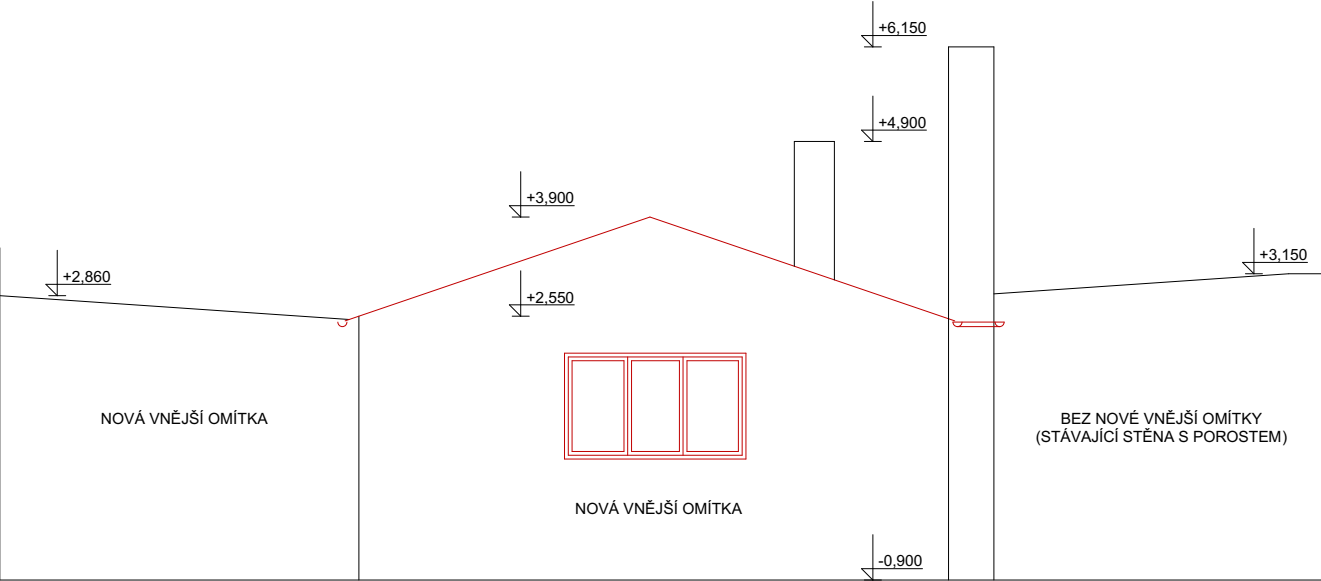 +6,150
+4,900
+3,900
+3,150
+2,860
+2,550
NOVÁ VNĚJŠÍ OMÍTKA
BEZ NOVÉ VNĚJŠÍ OMÍTKY
(STÁVAJÍCÍ STĚNA S POROSTEM)
NOVÁ VNĚJŠÍ OMÍTKA
-0,900